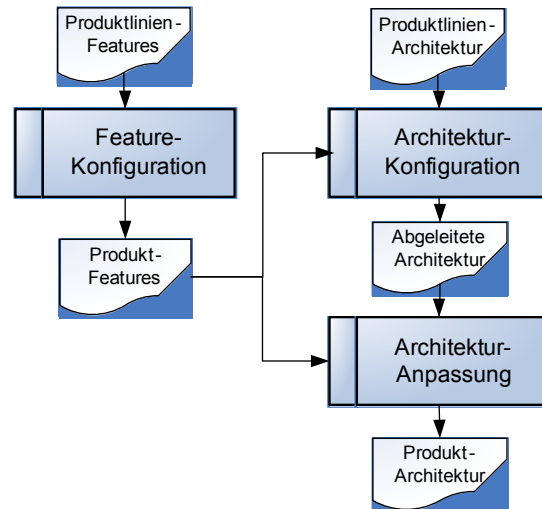 Produktlinien-
Features
Feature-
Konfiguration
Produkt-
Features
Produktlinien-
Architektur
Architektur-
Konfiguration
Abgeleitete
Architektur
Architektur-
Anpassung
Produkt-
Architektur